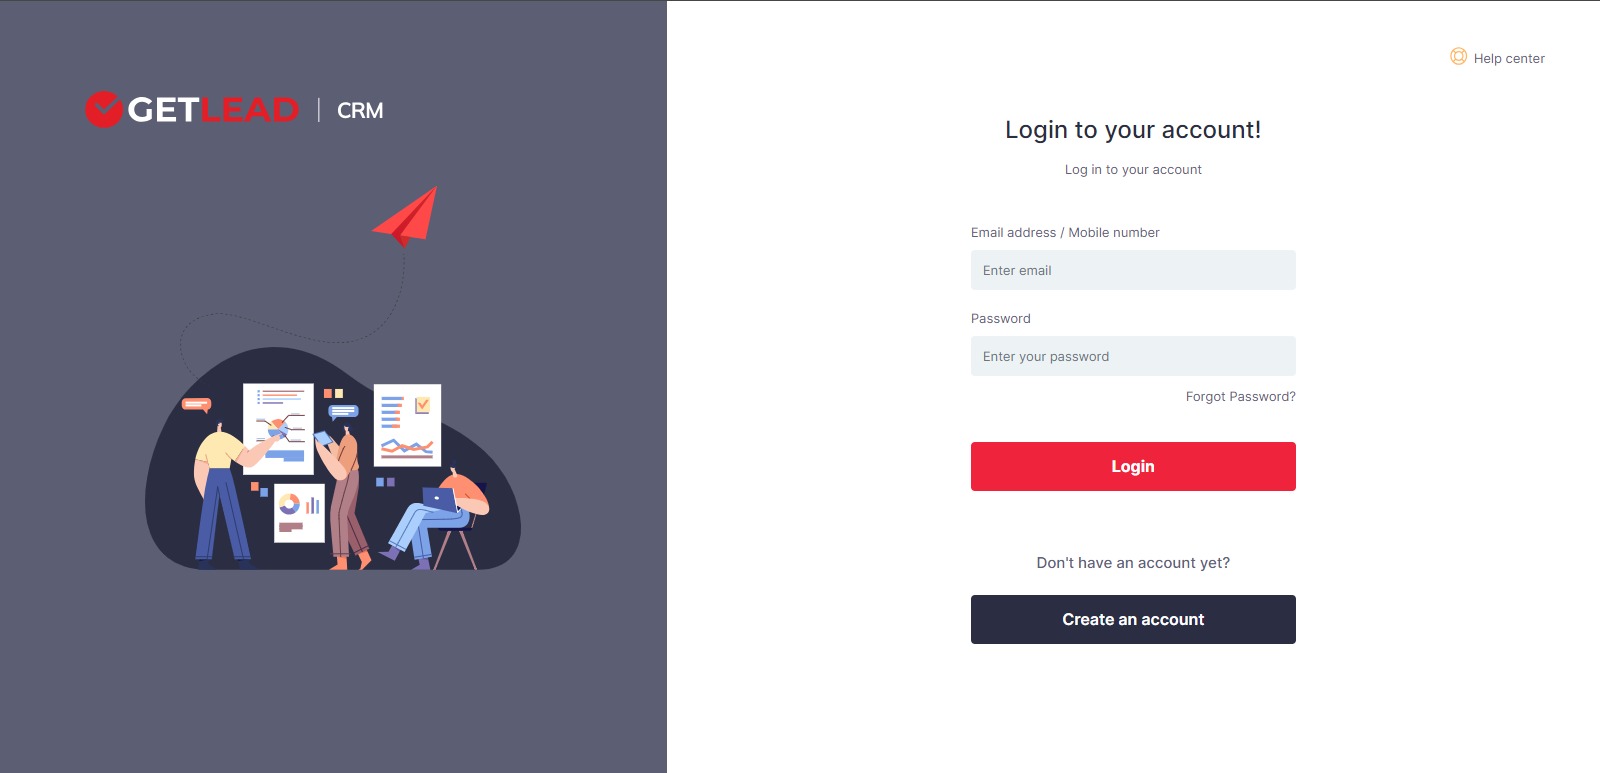 GETLEAD | CRM
Help center
Login to your account!
Log in to your account
Email address / Mobile number
Enter email
Password
Enter your password
Forgot Password?
Login
Don't have an account yet?
Create an account